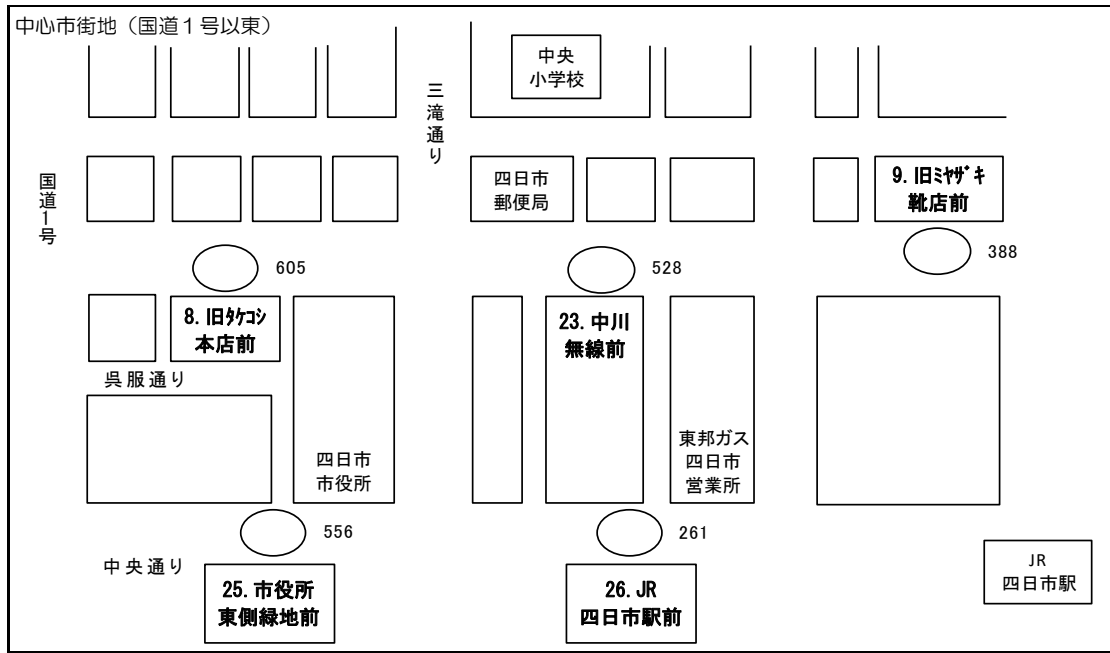 中心市街地（国道１号以東）
中央
小学校
三滝通り
国道1号
四日市
郵便局
9. 旧ﾐﾔｻﾞｷ
靴店前
605
528
388
8. 旧ﾀｹｺｼ
本店前
23. 中川
無線前
呉服通り
四日市
市役所
東邦ガス
四日市
営業所
556
261
中央通り
25. 市役所
東側緑地前
26. JR
四日市駅前
JR
四日市駅